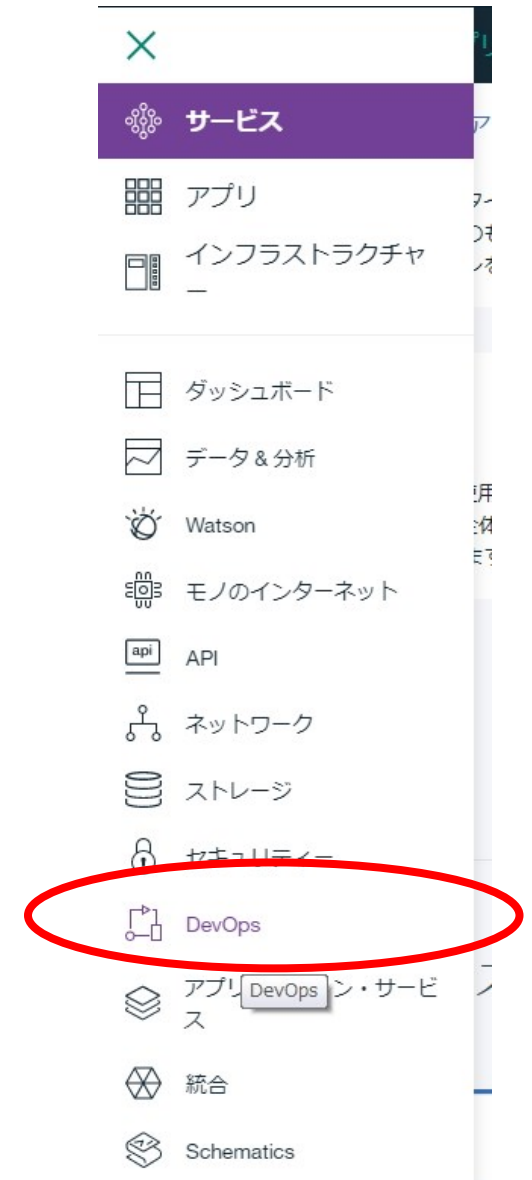 サービス
アプリ
インフラストラクチャ
ー
ダッシュボード
データ & 分析
Watson
モノのインターネット
api
API
ネットワーク
ストレージ
セキュリティー
DevOps
DevOps
アプリ
ン・サービ
ス
統合
Schematics